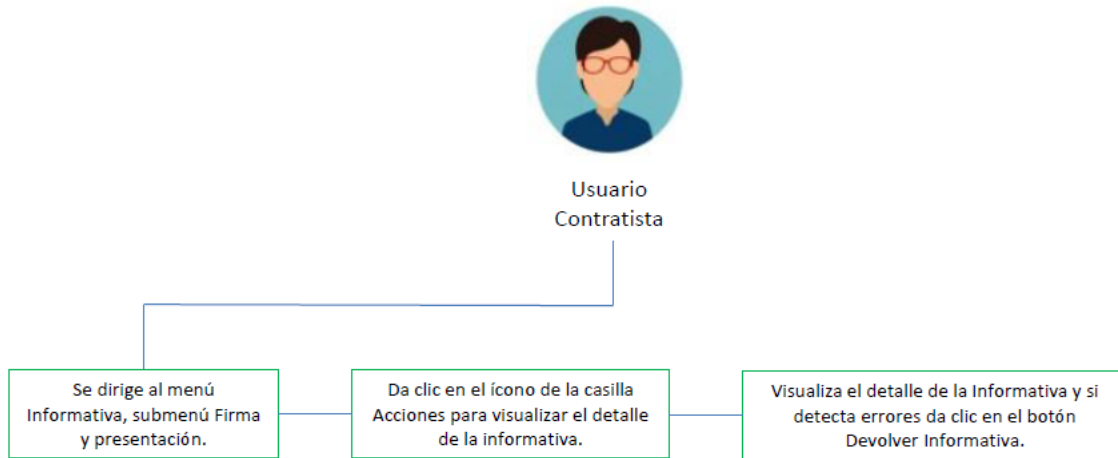 Usuario
Contratista
Se dirige al menú
Informativa, submenú Firma
y presentación.
Da clic en el ícono de la casilla
Acciones para visualizar el detalle
de la informativa.
Visualiza el detalle de la Informativa y si
detecta errores da clic en el botón
Devolver Informativa.